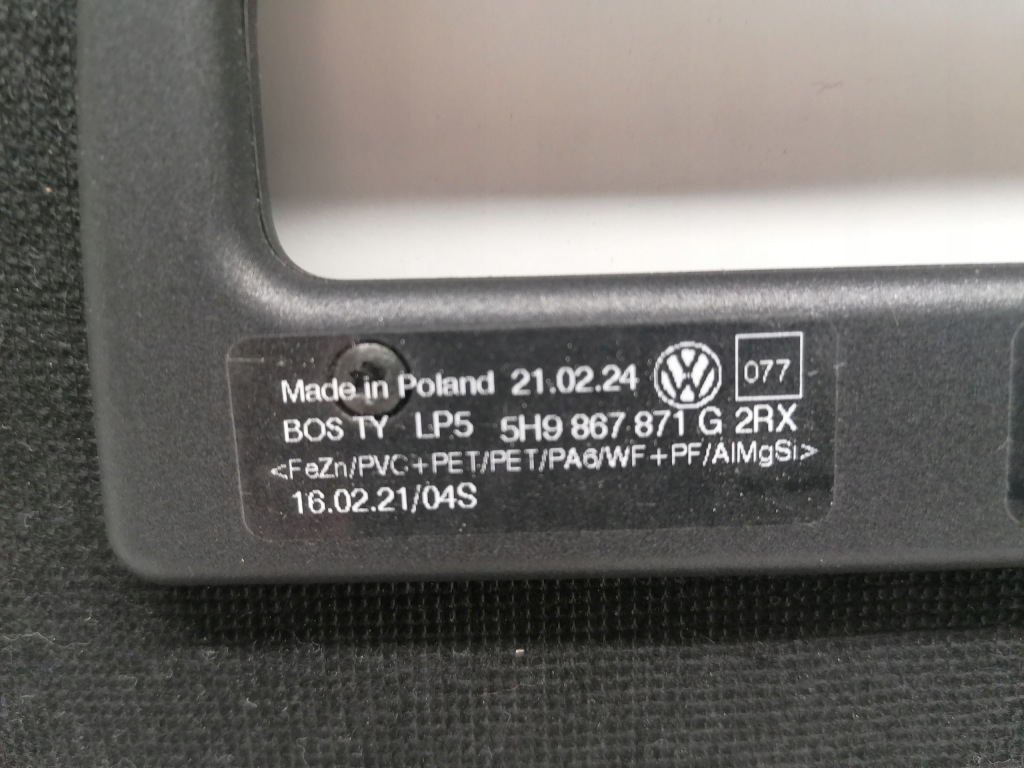 Made in Poland 21.02.24 077
BOS TY LP5 5H9 867 871 G 2RX
<FeZn/PVC+PET/PET/PA6/WF+PF/AlMgSi>
16.02.21/04S